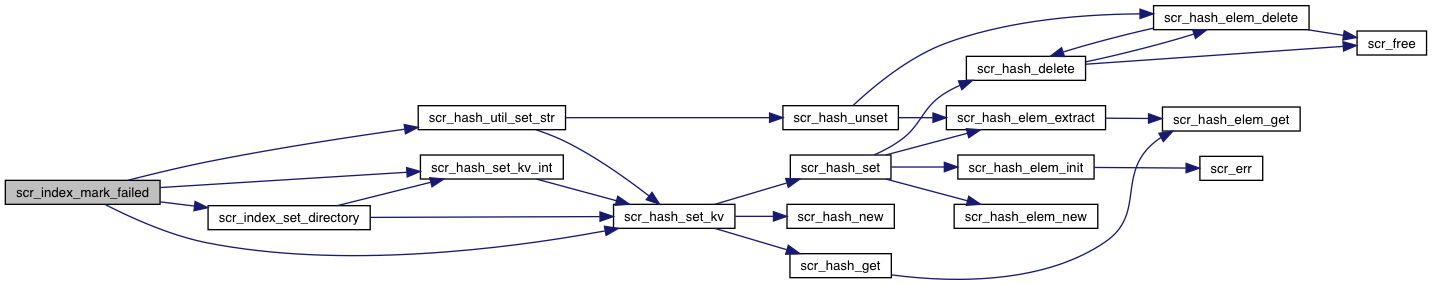 scr_index_mark_failed
scr_hash_util_set_str
scr_hash_set_kv_int
scr_index_set_directory
scr_hash_set_kv
scr_hash_unset
scr_hash_set
scr_hash_new
scr_hash_get
scr_hash_delete
scr_hash_elem_extract
scr_hash_elem_init
scr_hash_elem_new
scr_hash_elem_delete
scr_hash_elem_get
scr_err
scr_free